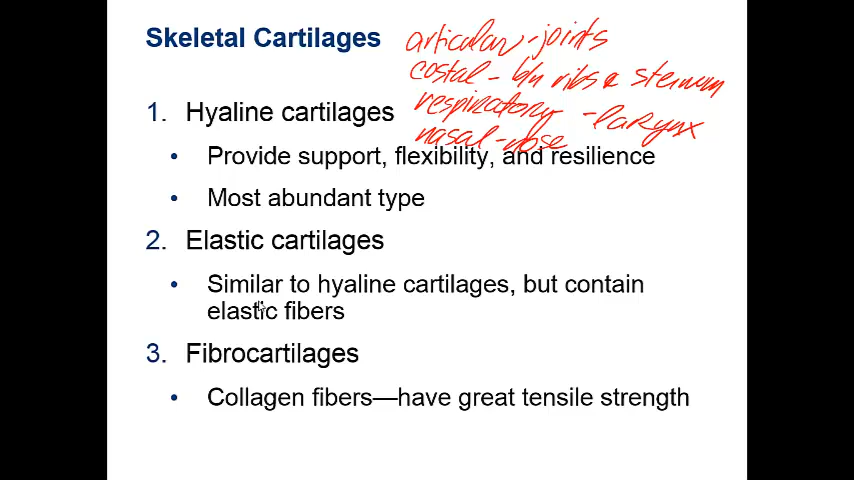 Skeletal Cartilages
articular - joints
costal - b/n ribs & sternum
respiratory - larynx
nasal - nose
1. Hyaline cartilages
• Provide support, flexibility, and resilience
• Most abundant type
2. Elastic cartilages
• Similar to hyaline cartilages, but contain
elastic fibers
3. Fibrocartilages
• Collagen fibers—have great tensile strength